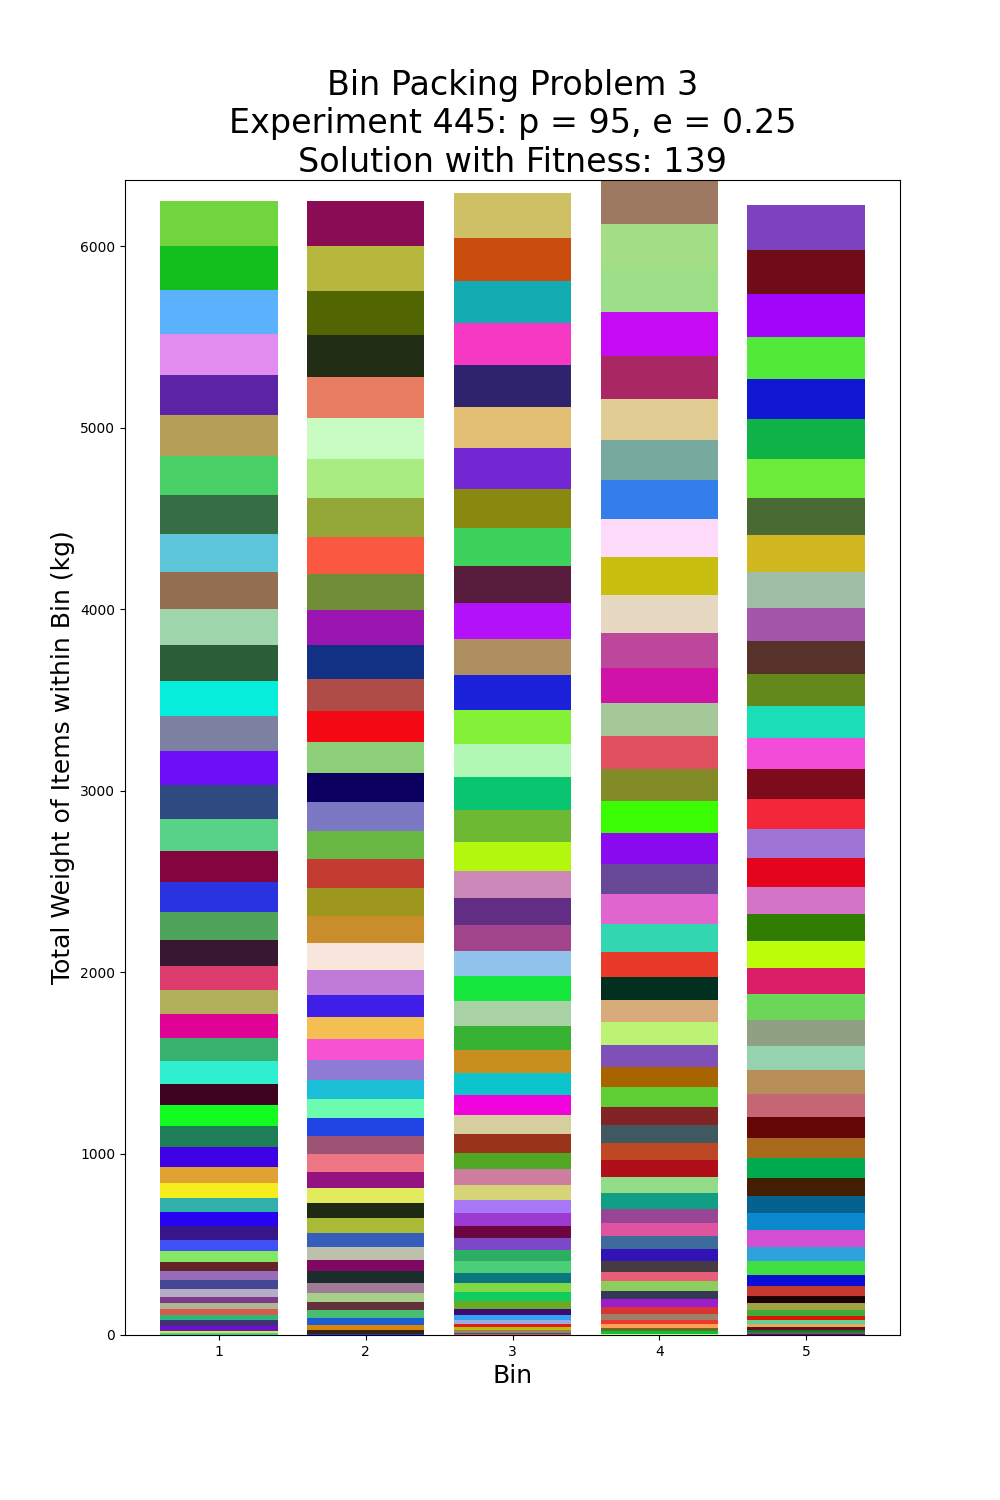 Bin Packing Problem 3
Experiment 445: p = 95, e = 0.25
Solution with Fitness: 139
Total Weight of Items within Bin (kg)
6000
5000
4000
3000
2000
1000
0
1 2 3 4 5
Bin